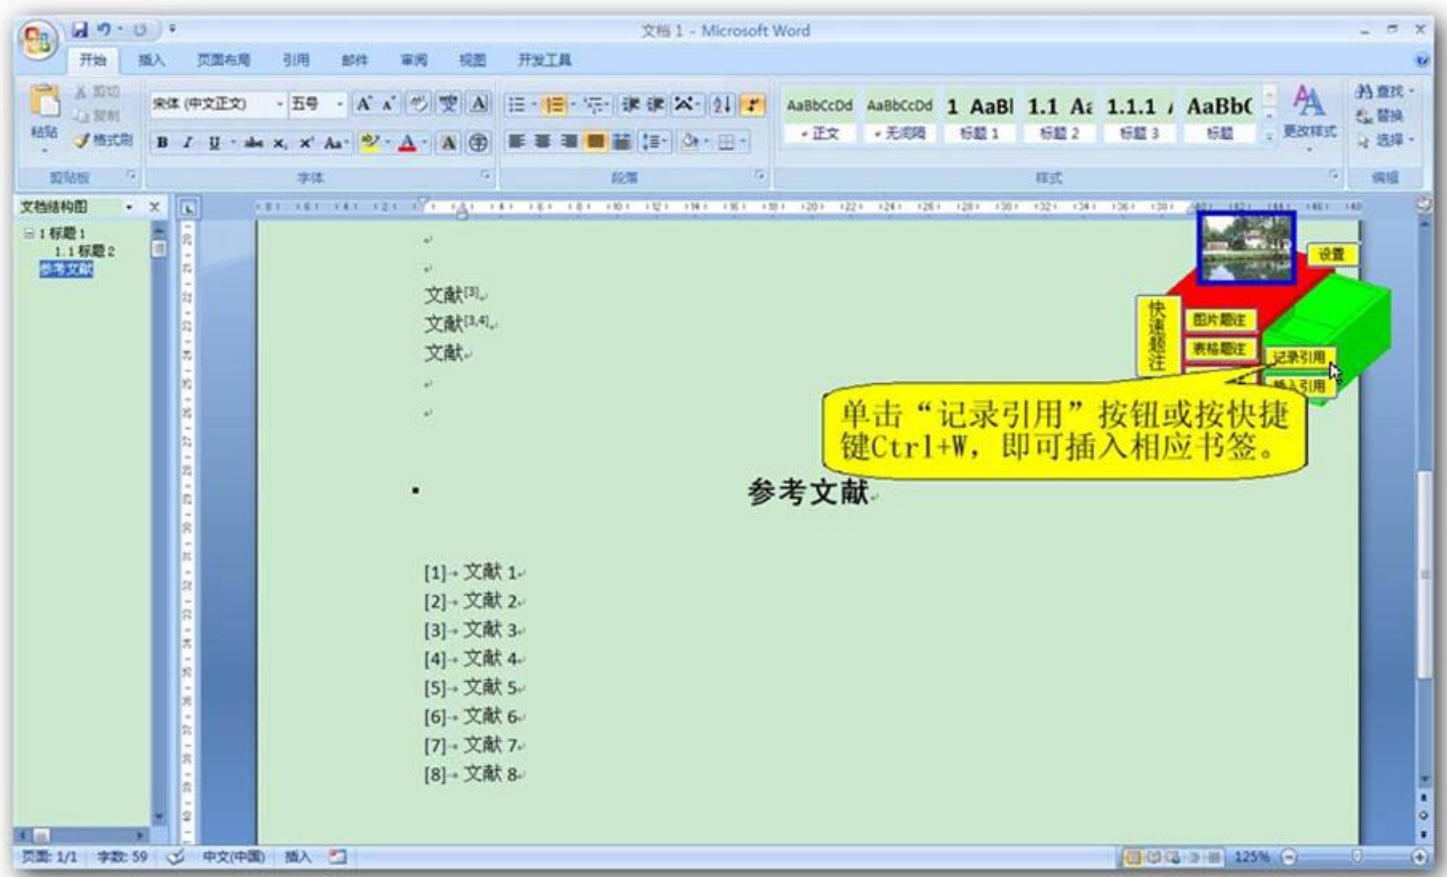 文档 1 - Microsoft Word
开始 插入 页面布局 引用 邮件 审阅 视图 开发工具
剪切
复制
粘贴 格式刷
宋体 (中文正文) 五号
AaBbCcDd AaBbCcDd 1 AaBl 1.1 Aa 1.1.1 AaBb(
正文 无间隔 标题 1 标题 2 标题 3 标题
更改样式
查找
替换
选择
剪贴板 字体 段落 样式 编辑
文档结构图
1 标题 1
1.1 标题 2
参考文献
文献[3]
文献[3,4]
文献
设置
快速题注
图片题注
表格题注
记录引用
插入引用
单击“记录引用”按钮或按快捷
键Ctrl+W，即可插入相应书签。
参考文献
[1] 文献 1
[2] 文献 2
[3] 文献 3
[4] 文献 4
[5] 文献 5
[6] 文献 6
[7] 文献 7
[8] 文献 8
页面: 1/1 字数: 59 中文(中国) 插入 125%